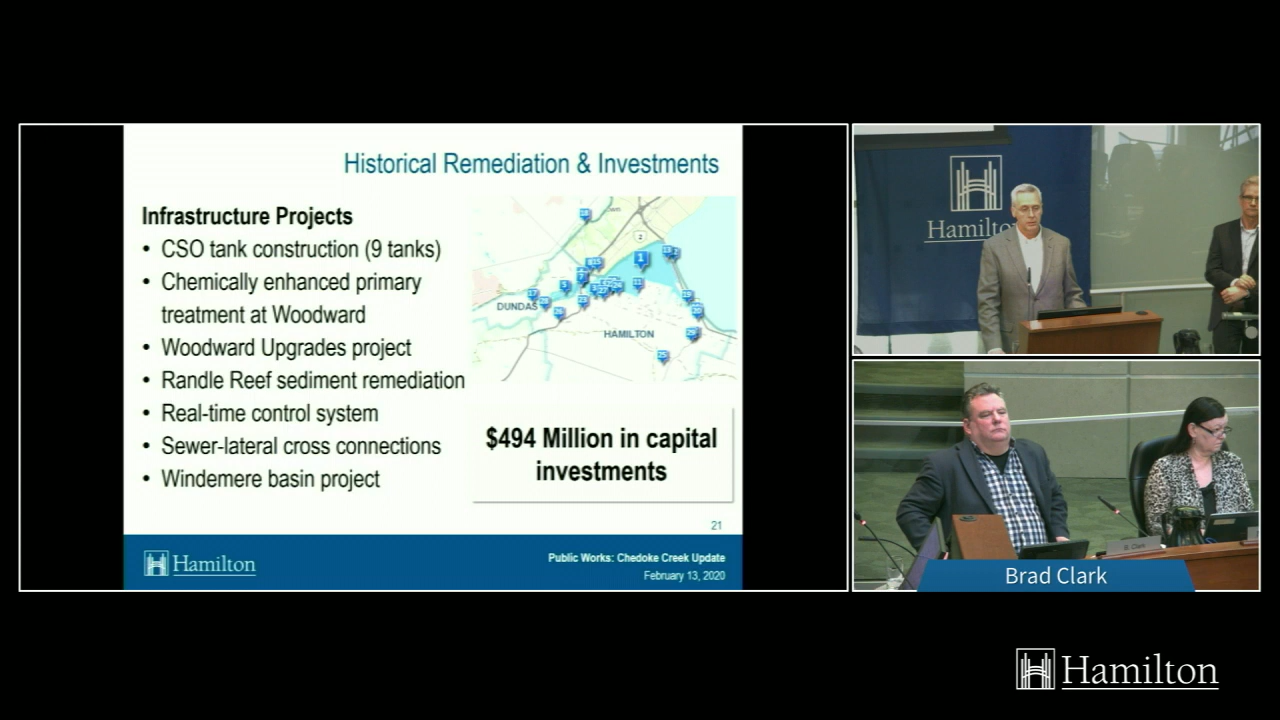 Historical Remediation & Investments
Infrastructure Projects
• CSO tank construction (9 tanks)
• Chemically enhanced primary
treatment at Woodward
• Woodward Upgrades project
• Randle Reef sediment remediation
• Real-time control system
• Sewer-lateral cross connections
• Windemere basin project
DUNDAS
HAMILTON
$494 Million in capital
investments
21
Hamilton
Public Works: Chedoke Creek Update
February 13, 2020
Hamilton
B. Clark
Brad Clark
Hamilton